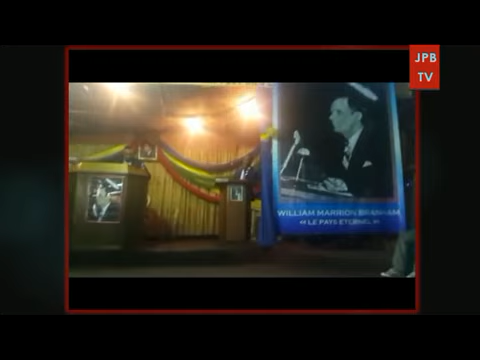 JPB
TV
WILLIAM MARRION BRANHAM
"LE PAYS ETERNEL"